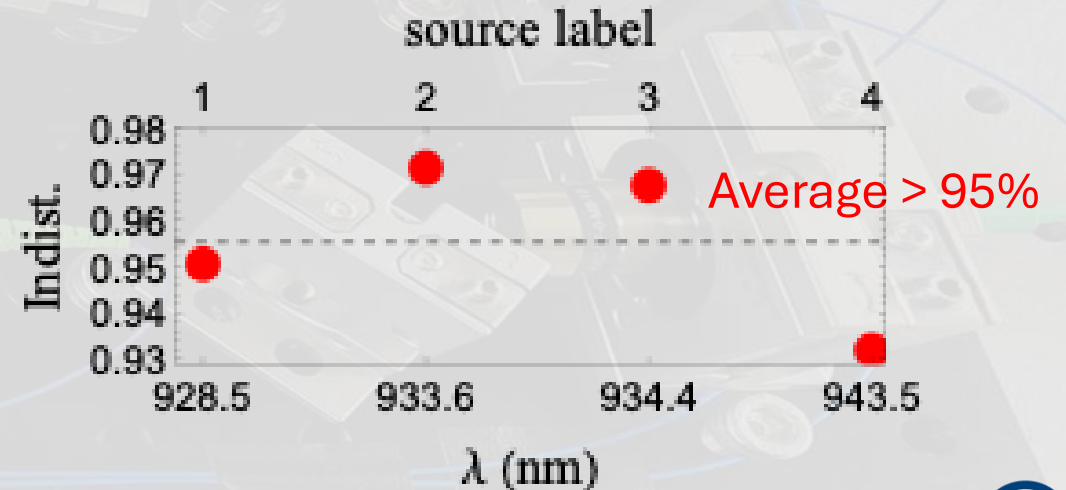 source label
1 2 3 4
0.98
0.97
0.96
0.95
0.94
0.93
Indist.
Average > 95%
928.5 933.6 934.4 943.5
λ (nm)